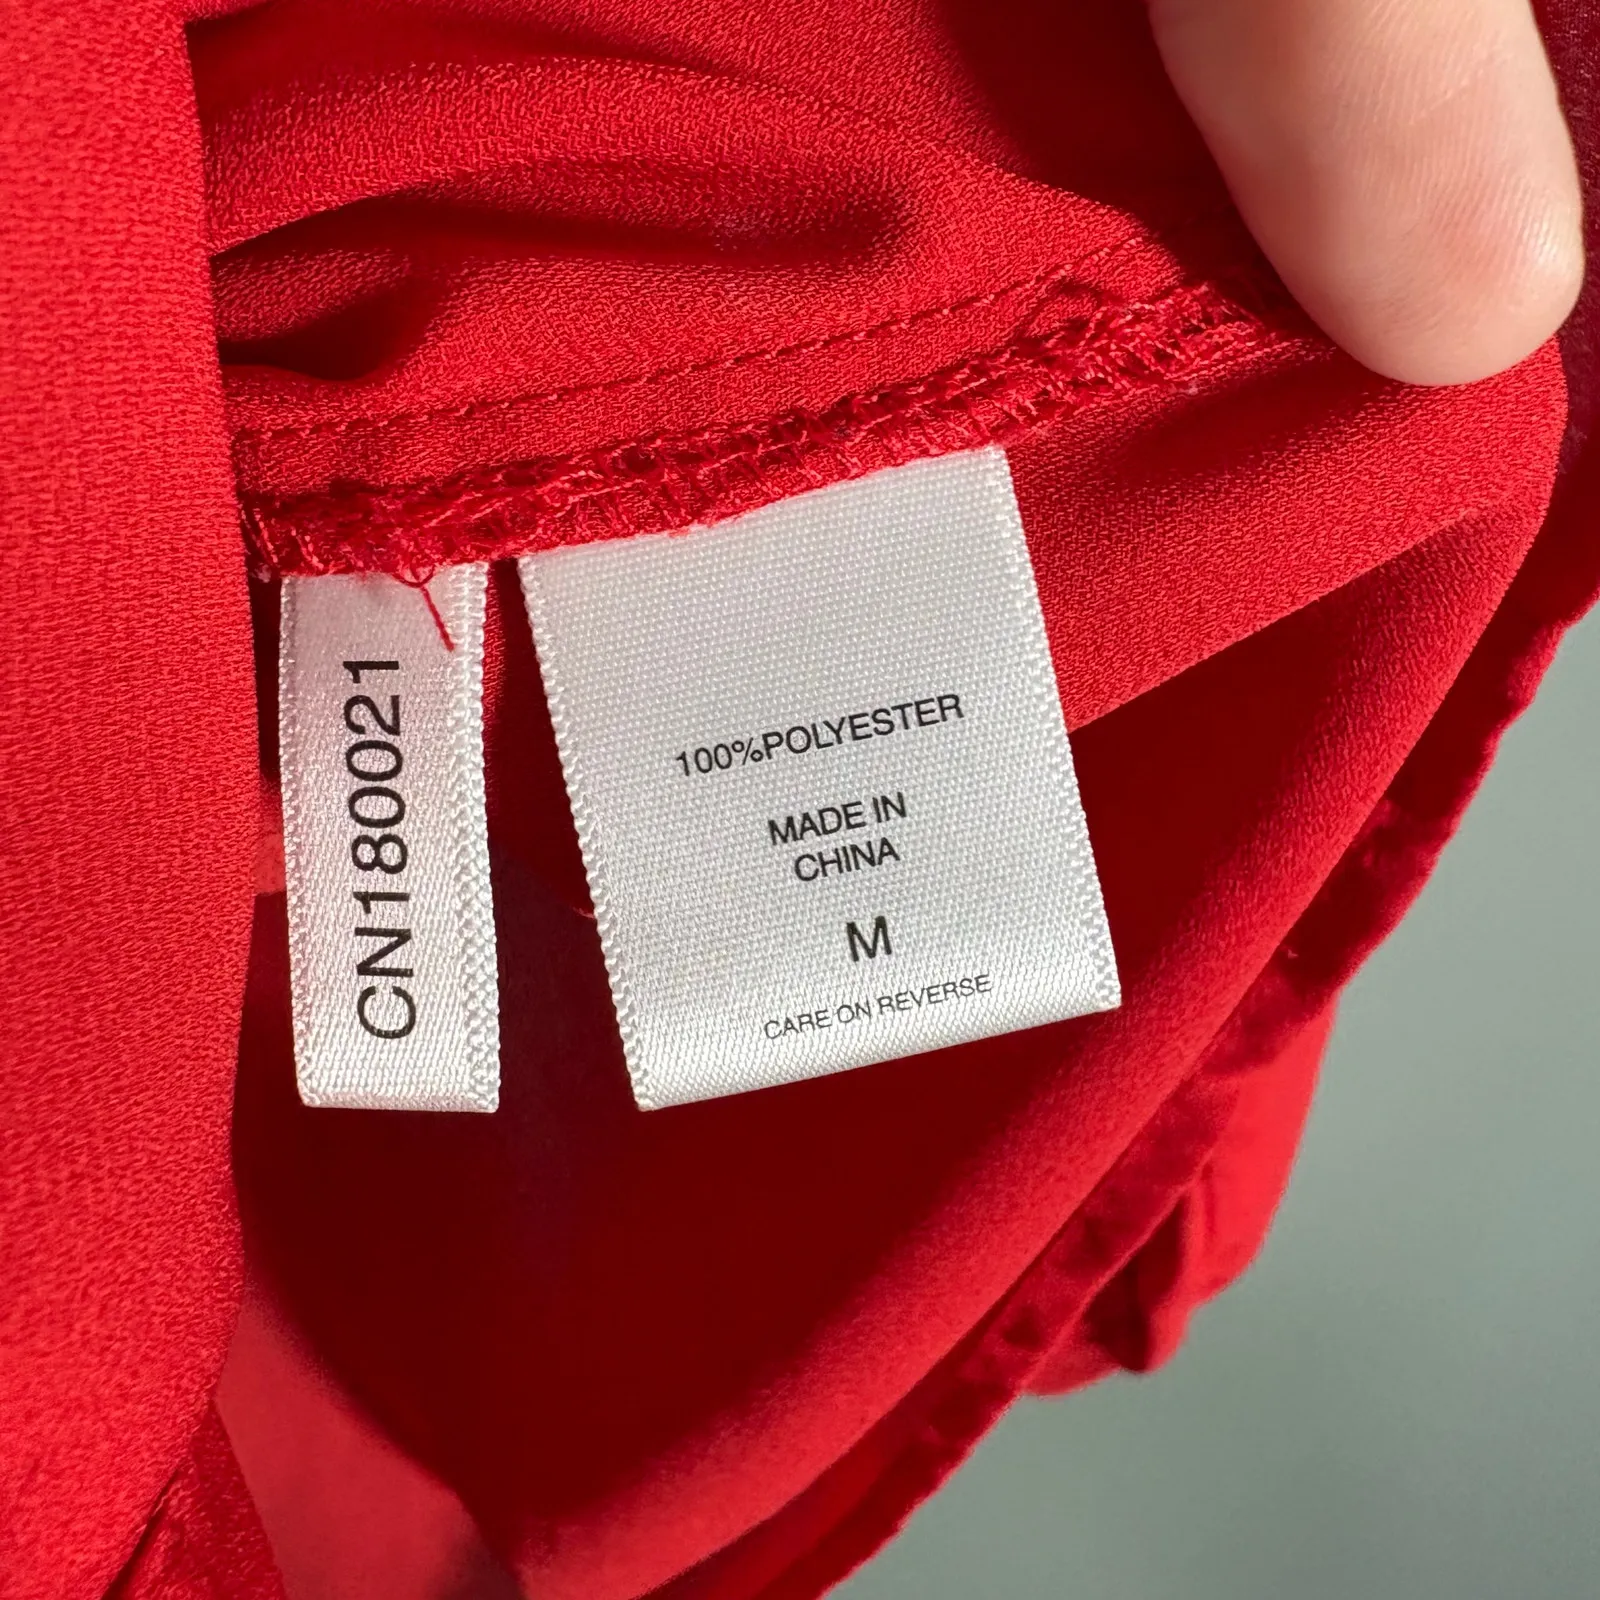 CN180021
100%POLYESTER
MADE IN
CHINA
M
CARE ON REVERSE